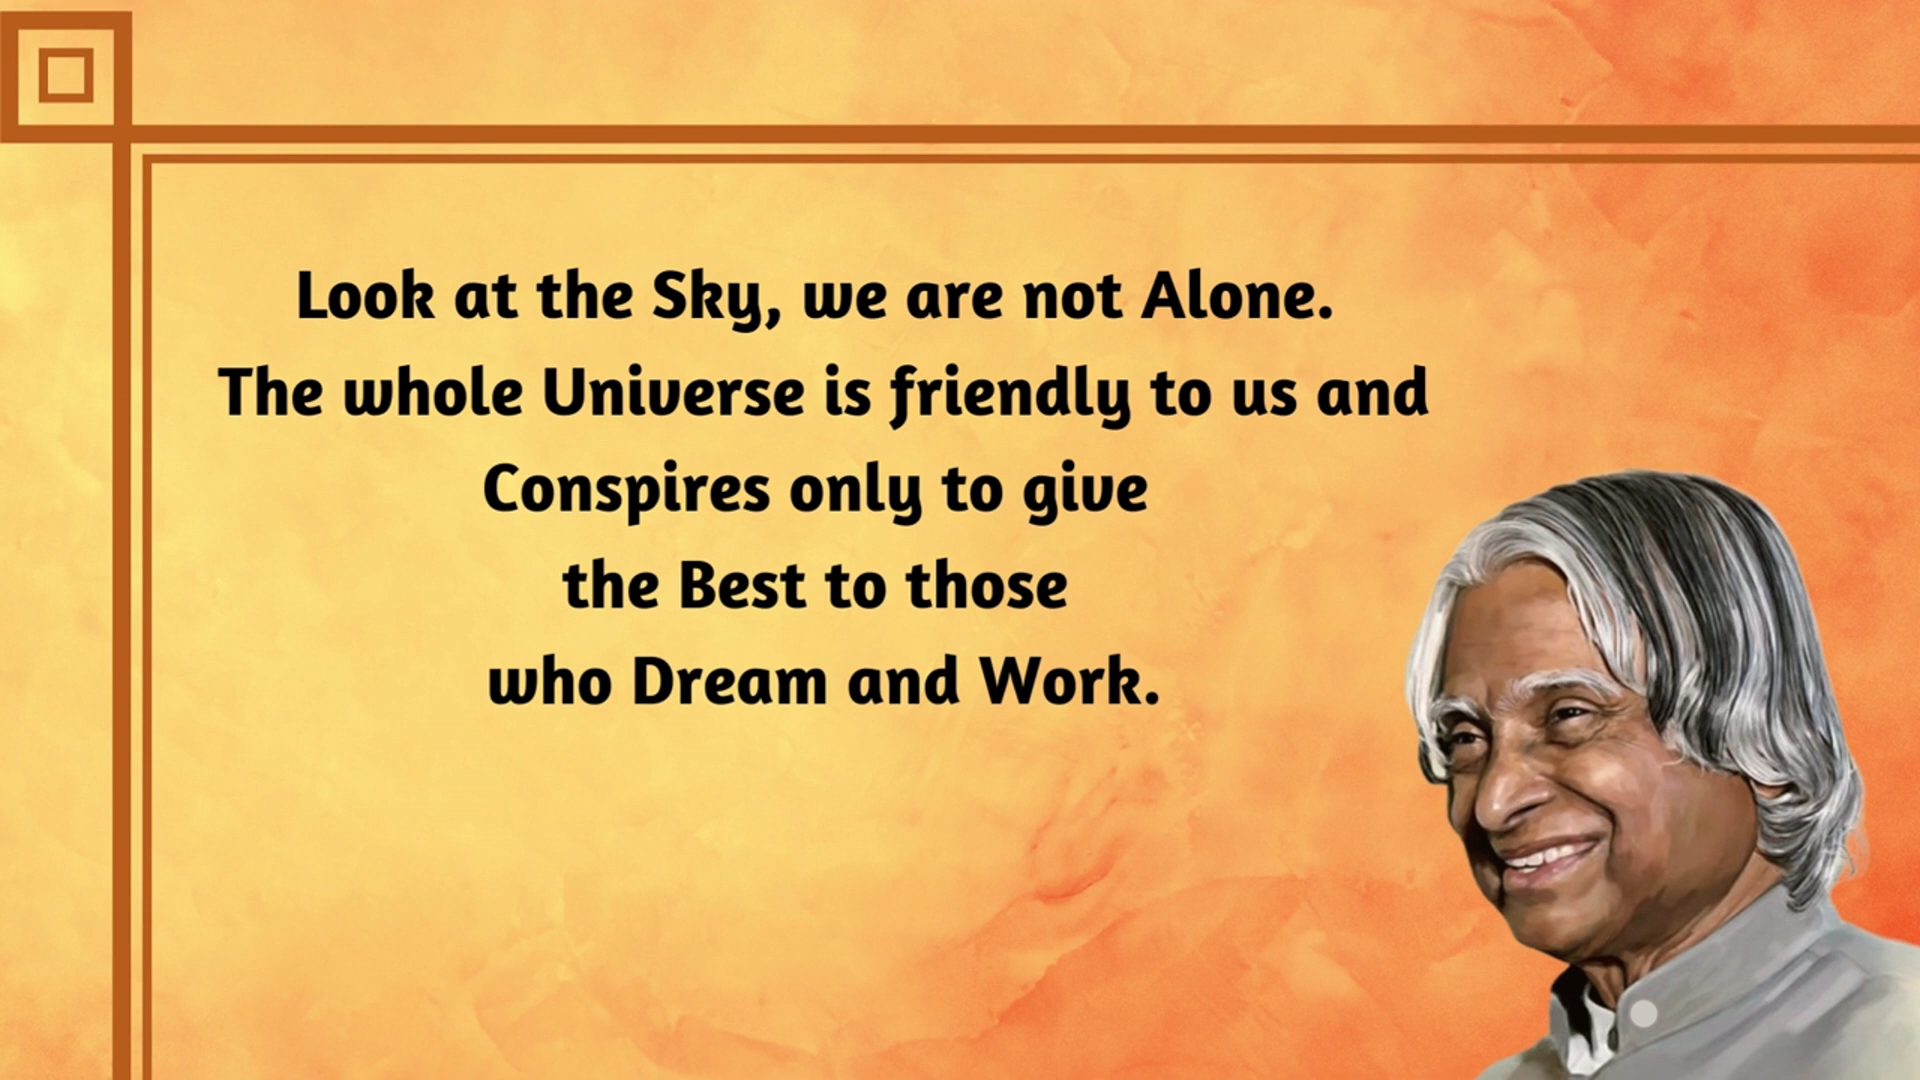 Look at the Sky, we are not Alone.
The whole Universe is friendly to us and
Conspires only to give
the Best to those
who Dream and Work.